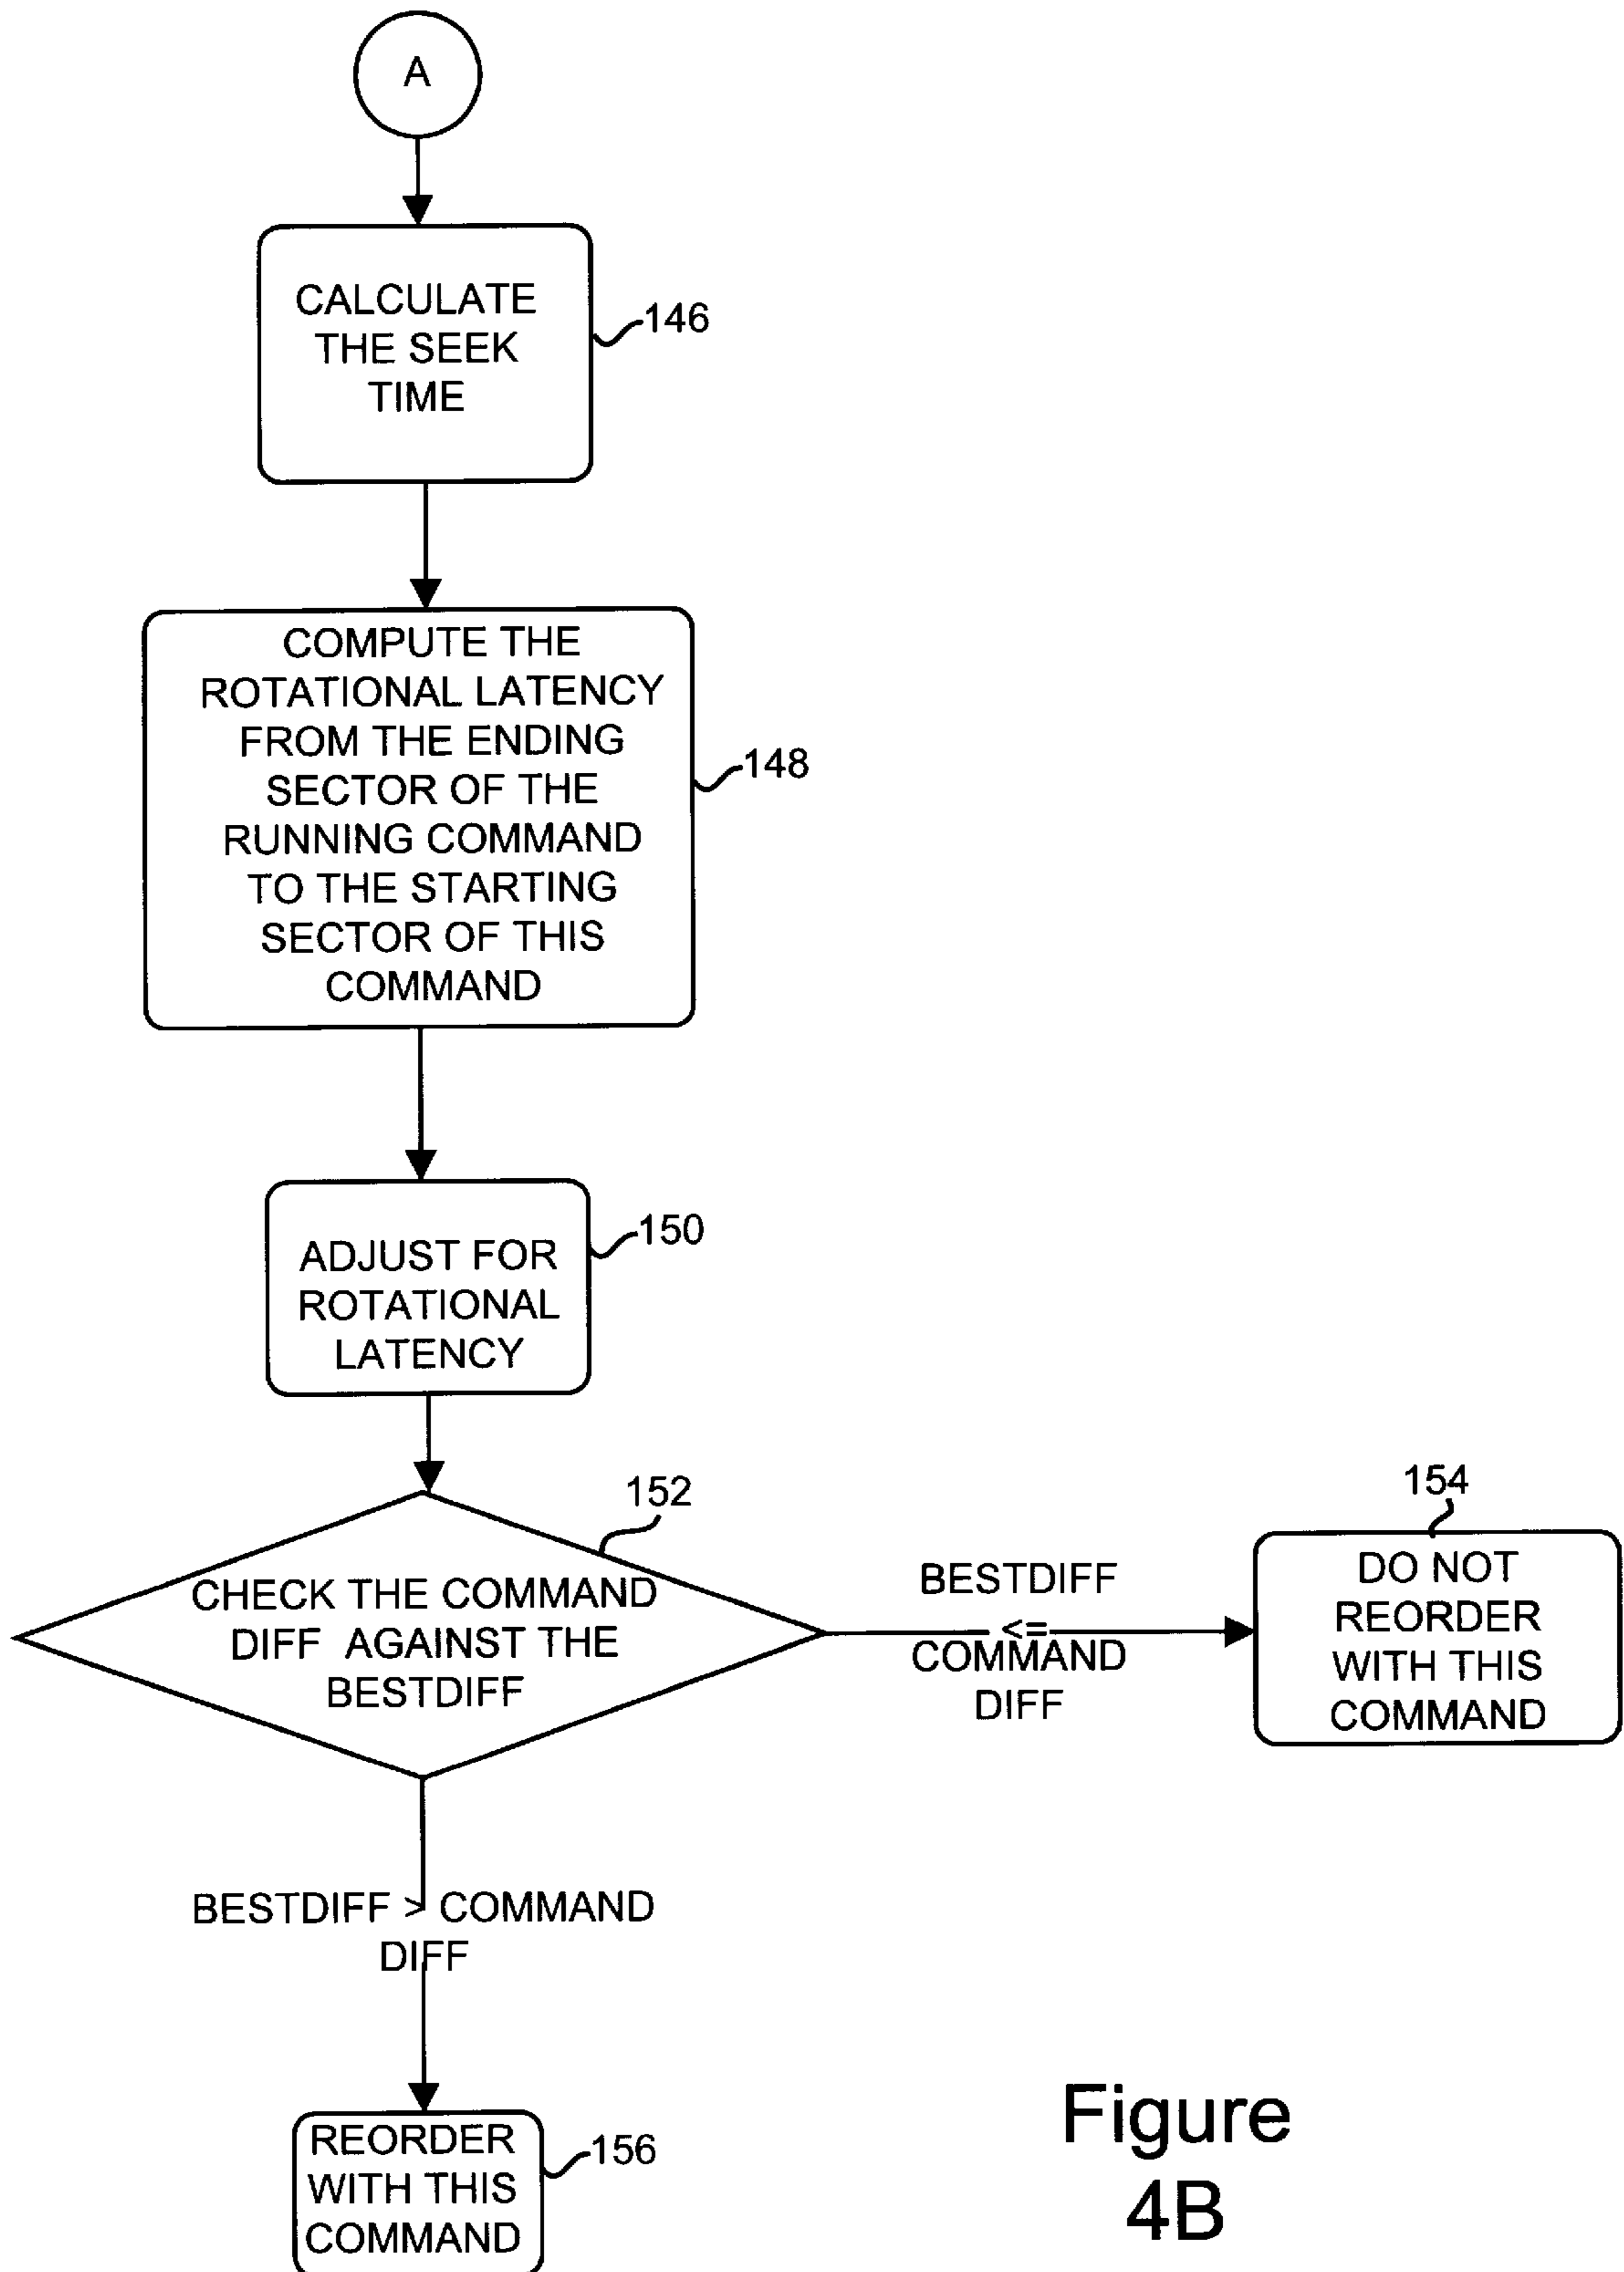 A
CALCULATE
THE SEEK
TIME
146
COMPUTE THE
ROTATIONAL LATENCY
FROM THE ENDING
SECTOR OF THE
RUNNING COMMAND
TO THE STARTING
SECTOR OF THIS
COMMAND
148
ADJUST FOR
ROTATIONAL
LATENCY
150
152
CHECK THE COMMAND
DIFF AGAINST THE
BESTDIFF
BESTDIFF
<=
COMMAND
DIFF
154
DO NOT
REORDER
WITH THIS
COMMAND
BESTDIFF > COMMAND
DIFF
REORDER
WITH THIS
COMMAND
156
Figure
4B